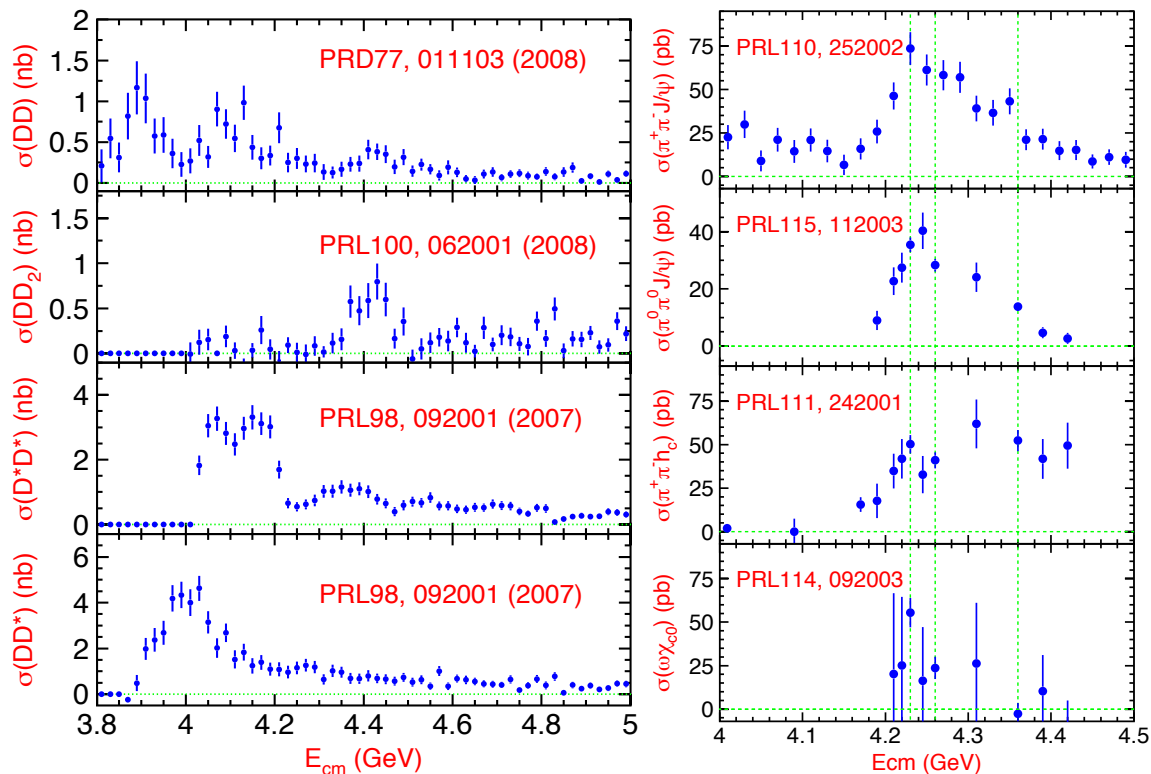 σ(DD) (nb)
2
1.5
1
0.5
0
PRD77, 011103 (2008)
σ(DD₂) (nb)
1.5
1
0.5
0
PRL100, 062001 (2008)
σ(D*D*) (nb)
4
2
0
PRL98, 092001 (2007)
σ(DD*) (nb)
6
4
2
0
PRL98, 092001 (2007)
3.8 4 4.2 4.4 4.6 4.8 5
E_cm (GeV)
σ(π⁺π⁻J/ψ) (pb)
75
50
25
0
PRL110, 252002
σ(π⁰π⁰J/ψ) (pb)
40
20
0
PRL115, 112003
σ(π⁺π⁻h_c) (pb)
75
50
25
0
PRL111, 242001
σ(ωχ_c0) (pb)
75
50
25
0
PRL114, 092003
4 4.1 4.2 4.3 4.4 4.5
Ecm (GeV)